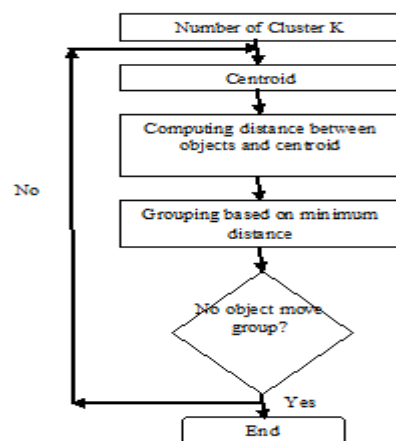 Number of Cluster K
Centroid
Computing distance between
objects and centroid
No
Grouping based on minimum
distance
No object move
group?
Yes
End